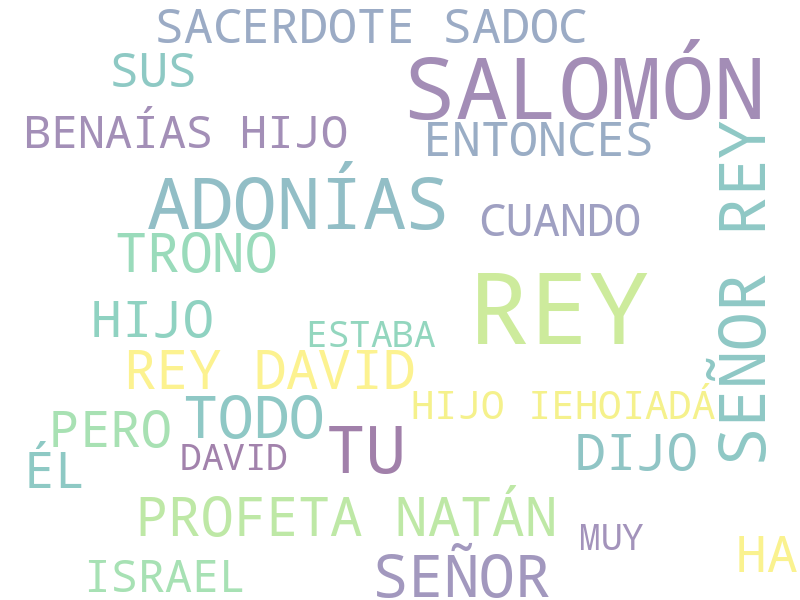 SACERDOTE SADOC
SUS
SALOMÓN
BENAÍAS HIJO
ENTONCES
ADONÍAS
CUANDO
SEÑOR REY
TRONO
REY
HIJO
ESTABA
REY DAVID
HIJO IEHOIADÁ
TODO
PERO
TU
DAVID
DIJO
ÉL
PROFETA NATÁN
MUY
HA
ISRAEL
SEÑOR